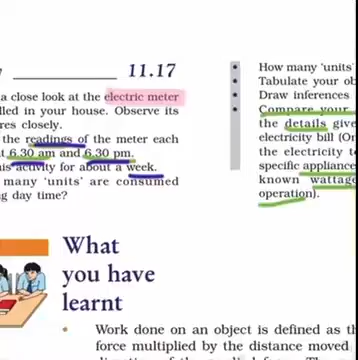 11.17
a close look at the electric meter
lled in your house. Observe its
res closely.
the readings of the meter each
t 6.30 am and 6.30 pm.
is activity for about a week.
many 'units' are consumed
g day time?
How many 'units'
Tabulate your ob
Draw inferences
Compare your
the details give
electricity bill (On
the electricity t
specific appliance
known wattag
operation).
What
you have
learnt
• Work done on an object is defined as th
force multiplied by the distance moved